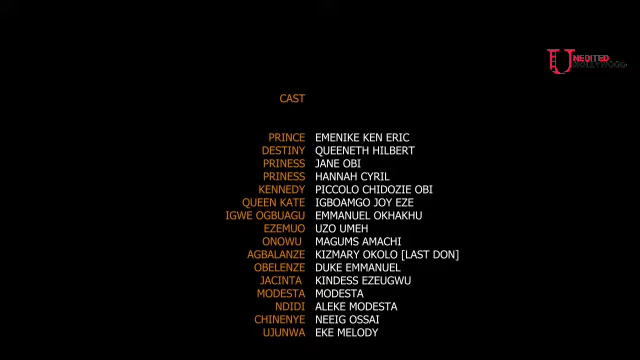 UNEDITED
NOLLYWOOD
CAST
PRINCE EMENIKE KEN ERIC
DESTINY QUEENETH HILBERT
PRINESS JANE OBI
PRINESS HANNAH CYRIL
KENNEDY PICCOLO CHIDOZIE OBI
QUEEN KATE IGBOAMGO JOY EZE
IGWE OGBUAGU EMMANUEL OKHAKHU
EZEMUO UZO UMEH
ONOWU MAGUMS AMACHI
AGBALANZE KIZMARY OKOLO [LAST DON]
OBELENZE DUKE EMMANUEL
JACINTA KINDESS EZEUGWU
MODESTA MODESTA
NDIDI ALEKE MODESTA
CHINENYE NEEIG OSSAI
UJUNWA EKE MELODY